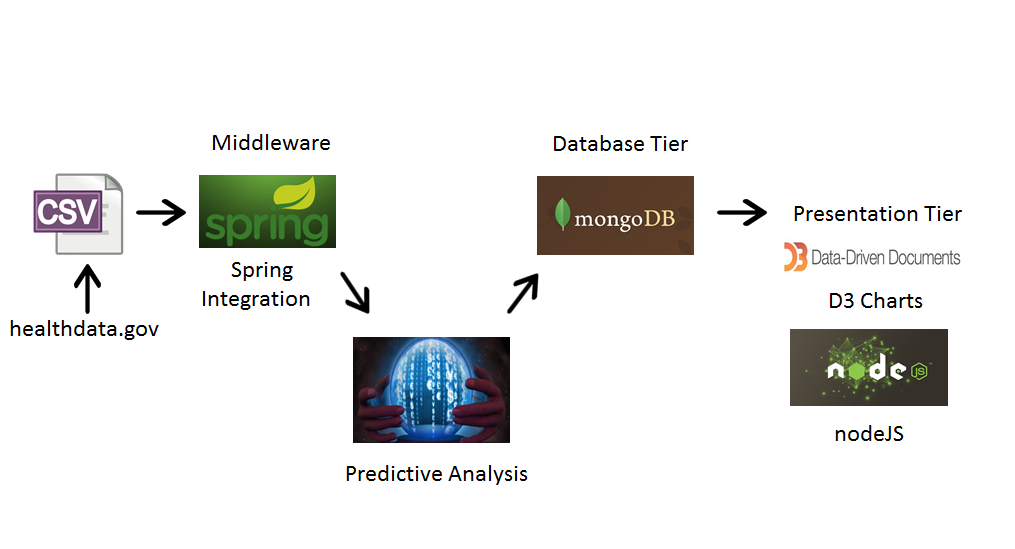 Middleware
Database Tier
CSV
spring
mongoDB
Presentation Tier
D3 Data-Driven Documents
Spring
Integration
D3 Charts
healthdata.gov
node JS
nodeJS
Predictive Analysis